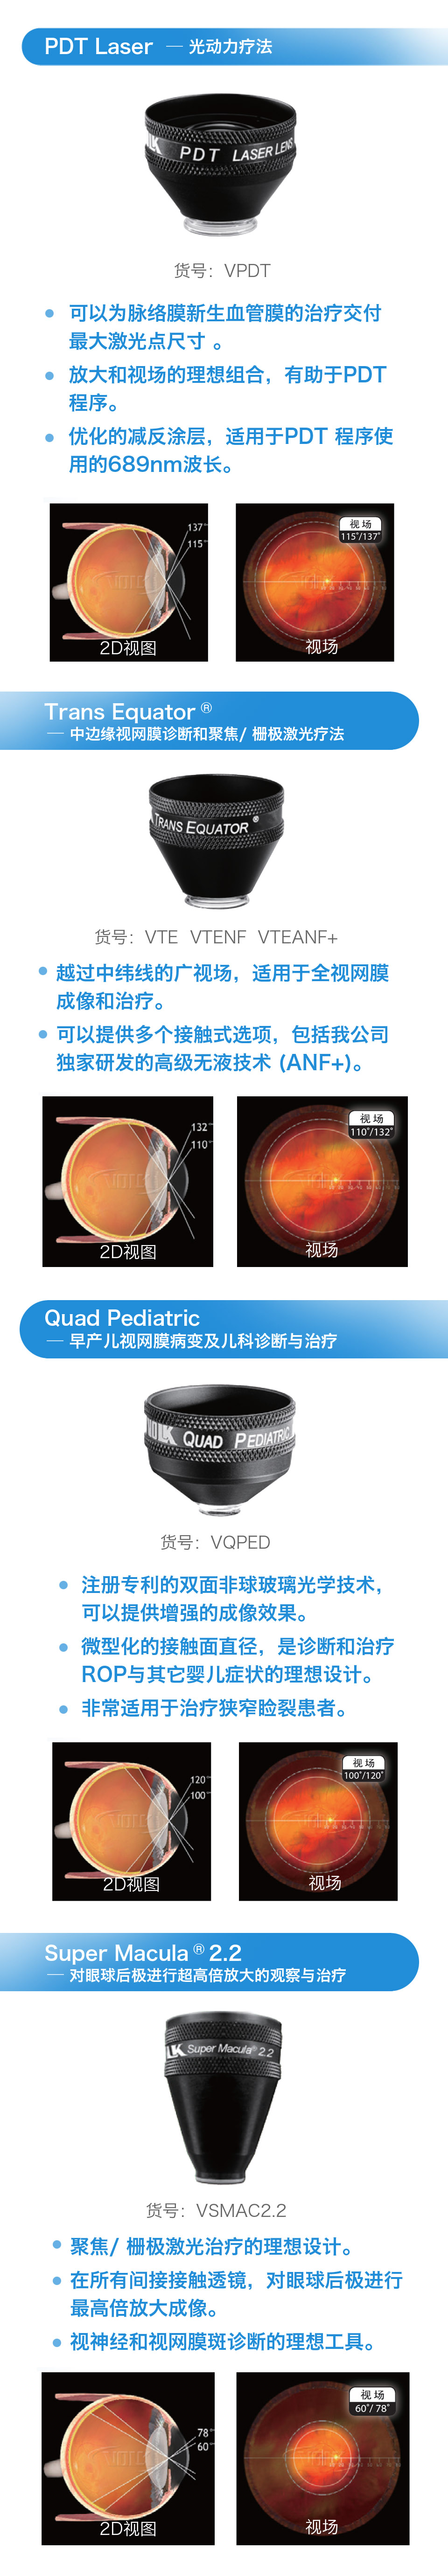 PDT Laser — 光动力疗法
LK PDT LASER LENS
货号：VPDT
● 可以为脉络膜新生血管膜的治疗交付
最大激光点尺寸 。
● 放大和视场的理想组合，有助于PDT
程序。
● 优化的减反涂层，适用于PDT 程序使
用的689nm波长。
137°
115°
2D视图
视场
115°/137°
视场
Trans Equator ®
— 中边缘视网膜诊断和聚焦/ 栅极激光疗法
TRANS EQUATOR ®
货号：VTE VTENF VTEANF+
● 越过中纬线的广视场，适用于全视网膜
成像和治疗。
● 可以提供多个接触式选项，包括我公司
独家研发的高级无液技术 (ANF+)。
132°
110°
2D视图
视场
110°/132°
视场
Quad Pediatric
— 早产儿视网膜病变及儿科诊断与治疗
LK QUAD PEDIATRIC
货号：VQPED
● 注册专利的双面非球玻璃光学技术，
可以提供增强的成像效果。
● 微型化的接触面直径，是诊断和治疗
ROP与其它婴儿症状的理想设计。
● 非常适用于治疗狭窄睑裂患者。
120°
100°
2D视图
视场
100°/120°
视场
Super Macula ® 2.2
— 对眼球后极进行超高倍放大的观察与治疗
LK Super Macula® 2.2
货号：VSMAC2.2
● 聚焦/ 栅极激光治疗的理想设计。
● 在所有间接接触透镜，对眼球后极进行
最高倍放大成像。
● 视神经和视网膜斑诊断的理想工具。
78°
60°
2D视图
视场
60°/ 78°
视场